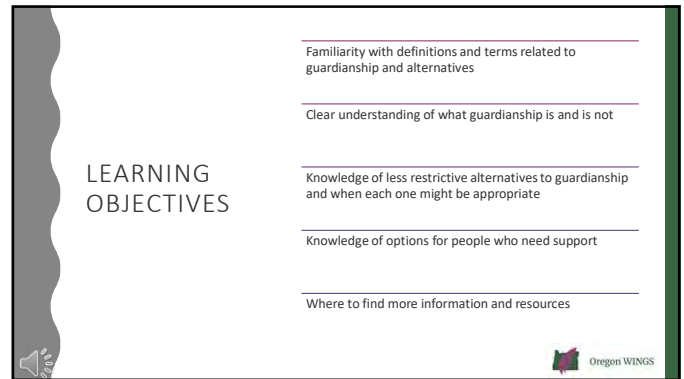 LEARNING
OBJECTIVES
Familiarity with definitions and terms related to
guardianship and alternatives
Clear understanding of what guardianship is and is not
Knowledge of less restrictive alternatives to guardianship
and when each one might be appropriate
Knowledge of options for people who need support
Where to find more information and resources
Oregon WINGS